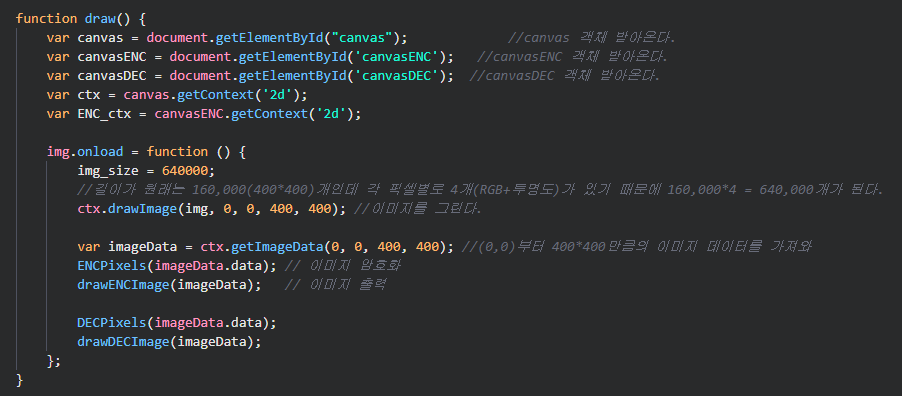 function draw() {
var canvas = document.getElementById("canvas"); //canvas 객체 받아온다.
var canvasENC = document.getElementById('canvasENC'); //canvasENC 객체 받아온다.
var canvasDEC = document.getElementById('canvasDEC'); //canvasDEC 객체 받아온다.
var ctx = canvas.getContext('2d');
var ENC_ctx = canvasENC.getContext('2d');
img.onload = function () {
img_size = 640000;
//길이가 원래는 160,000(400*400)개인데 각 픽셀별로 4개(RGB+투명도)가 있기 때문에 160,000*4 = 640,000개가 된다.
ctx.drawImage(img, 0, 0, 400, 400); //이미지를 그린다.
var imageData = ctx.getImageData(0, 0, 400, 400); //(0,0)부터 400*400만큼의 이미지 데이터를 가져와
ENCPixels(imageData.data); // 이미지 암호화
drawENCImage(imageData); // 이미지 출력
DECPixels(imageData.data);
drawDECImage(imageData);
};
}